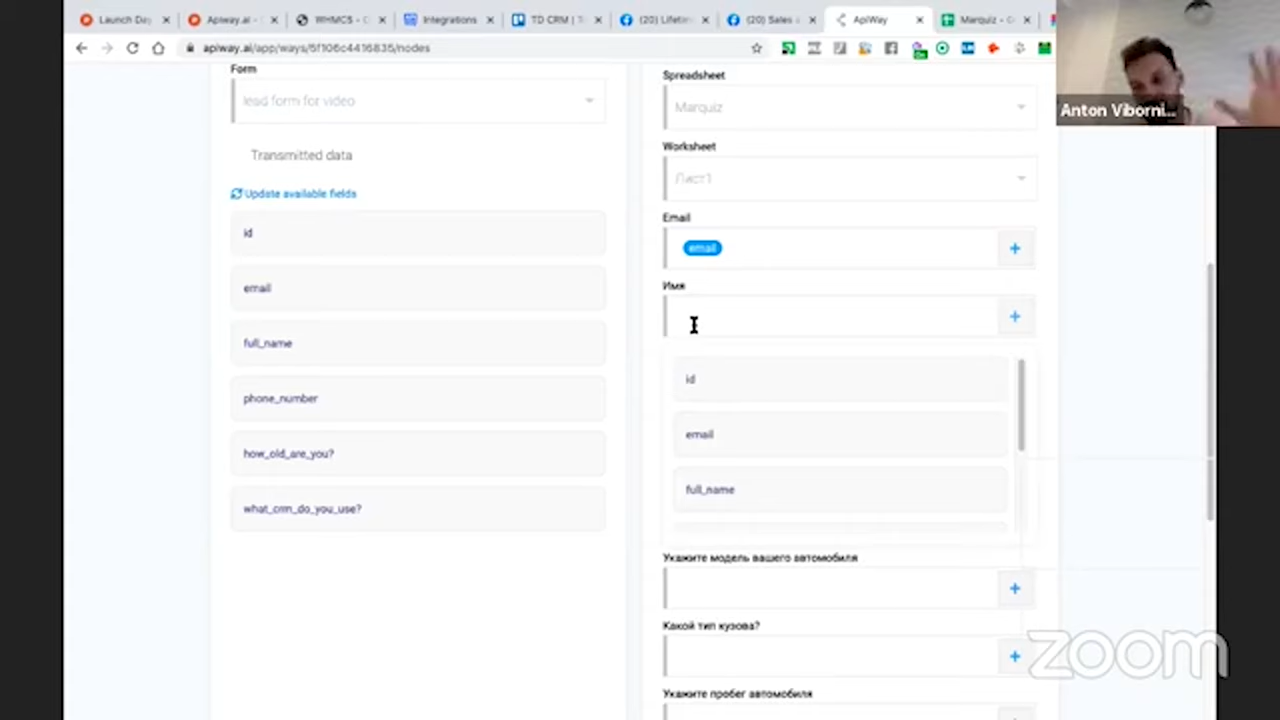 Launch Day
Apiway.ai -
WHMCS - C
Integrations
TD CRM | T
(20) Lifetin
(20) Sales
ApiWay
Marquiz - C
apiway.ai/app/ways/5f106c4416835/nodes
Anton Viborni...
Form
lead form for video
Transmitted data
Update available fields
id
email
full_name
phone_number
how_old_are_you?
what_crm_do_you_use?
Spreadsheet
Marquiz
Worksheet
Лист1
Email
email
+
Имя
+
id
email
full_name
Укажите модель вашего автомобиля
+
Какой тип кузова?
+
Укажите пробег автомобиля
zoom